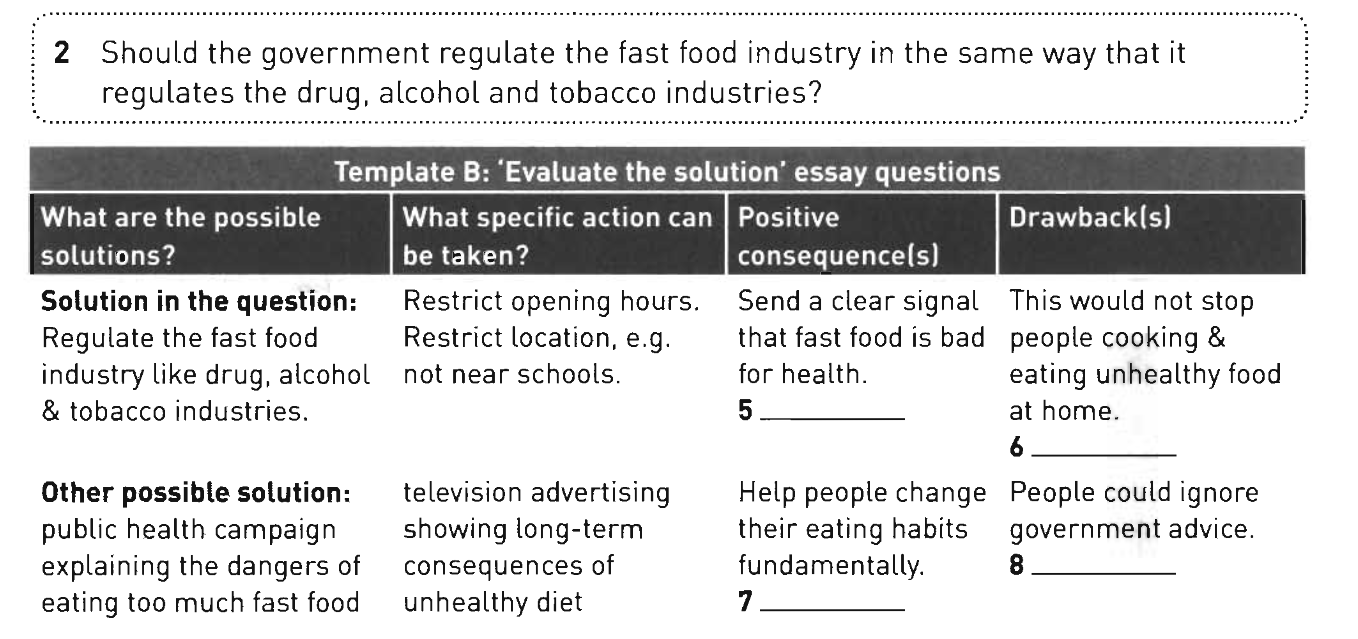 2 Should the government regulate the fast food industry in the same way that it
regulates the drug, alcohol and tobacco industries?
Template B: 'Evaluate the solution' essay questions
What are the possible
solutions?
What specific action can
be taken?
Positive
consequence(s)
Drawback(s)
Solution in the question:
Regulate the fast food
industry like drug, alcohol
& tobacco industries.
Restrict opening hours.
Restrict location, e.g.
not near schools.
Send a clear signal
that fast food is bad
for health.
5 ____________
This would not stop
people cooking &
eating unhealthy food
at home.
6 ____________
Other possible solution:
public health campaign
explaining the dangers of
eating too much fast food
television advertising
showing long-term
consequences of
unhealthy diet
Help people change
their eating habits
fundamentally.
7 ____________
People could ignore
government advice.
8 ____________